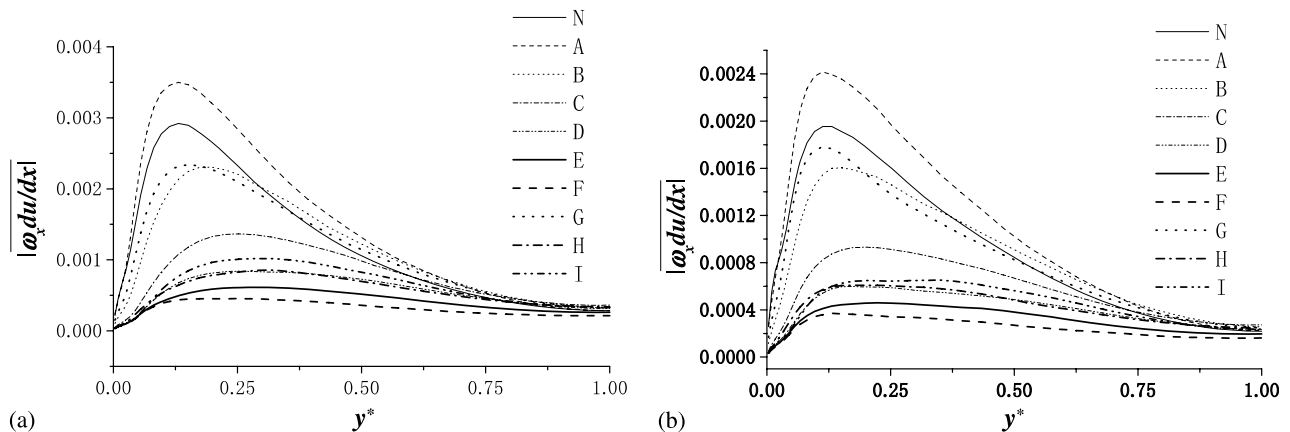 N
A
B
C
D
E
F
G
H
I
0.004
0.003
0.002
0.001
0.000
|ω_x du/dx|
0.00 0.25 0.50 0.75 1.00
(a)
y*
N
A
B
C
D
E
F
G
H
I
0.0024
0.0020
0.0016
0.0012
0.0008
0.0004
0.0000
|ω_x du/dx|
0.00 0.25 0.50 0.75 1.00
(b)
y*